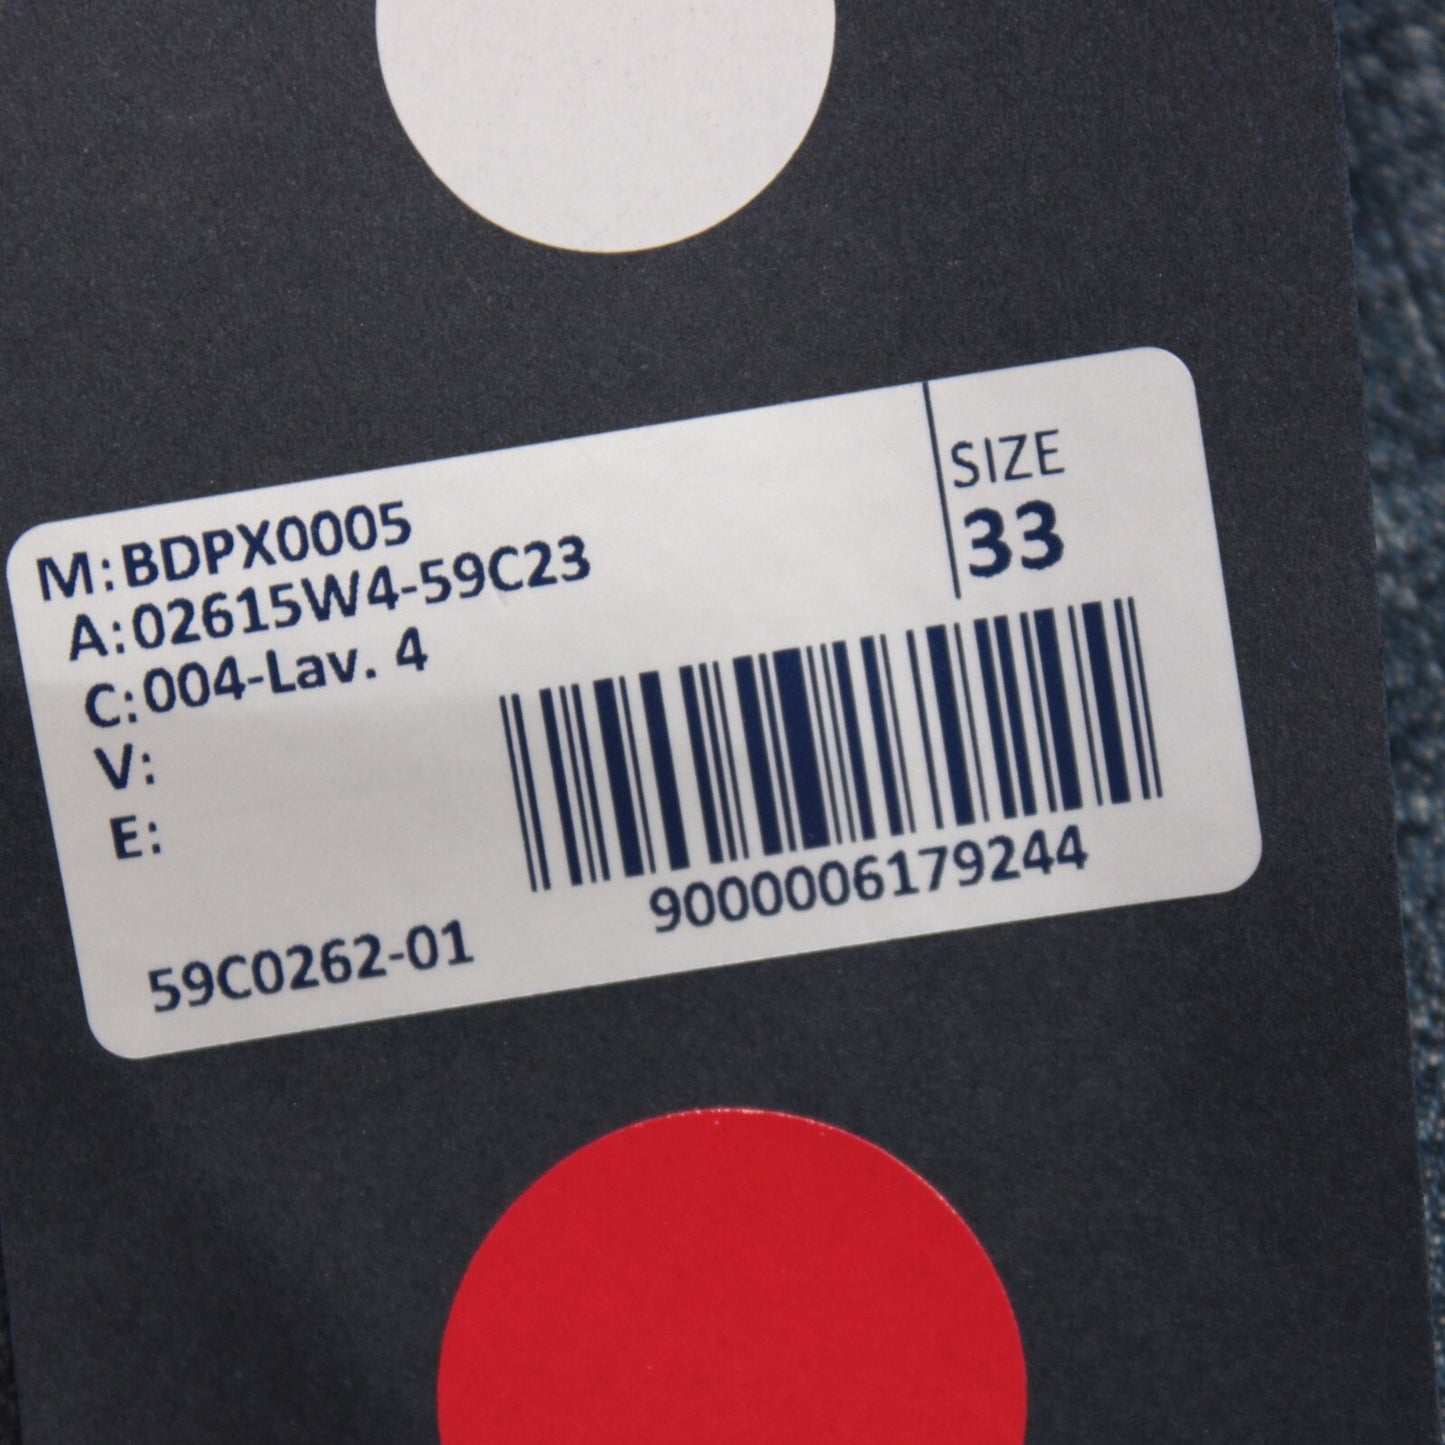 M:BDPX0005
A:02615W4-59C23
C:004-Lav. 4
V:
E:
SIZE
33
9000006179244
59C0262-01